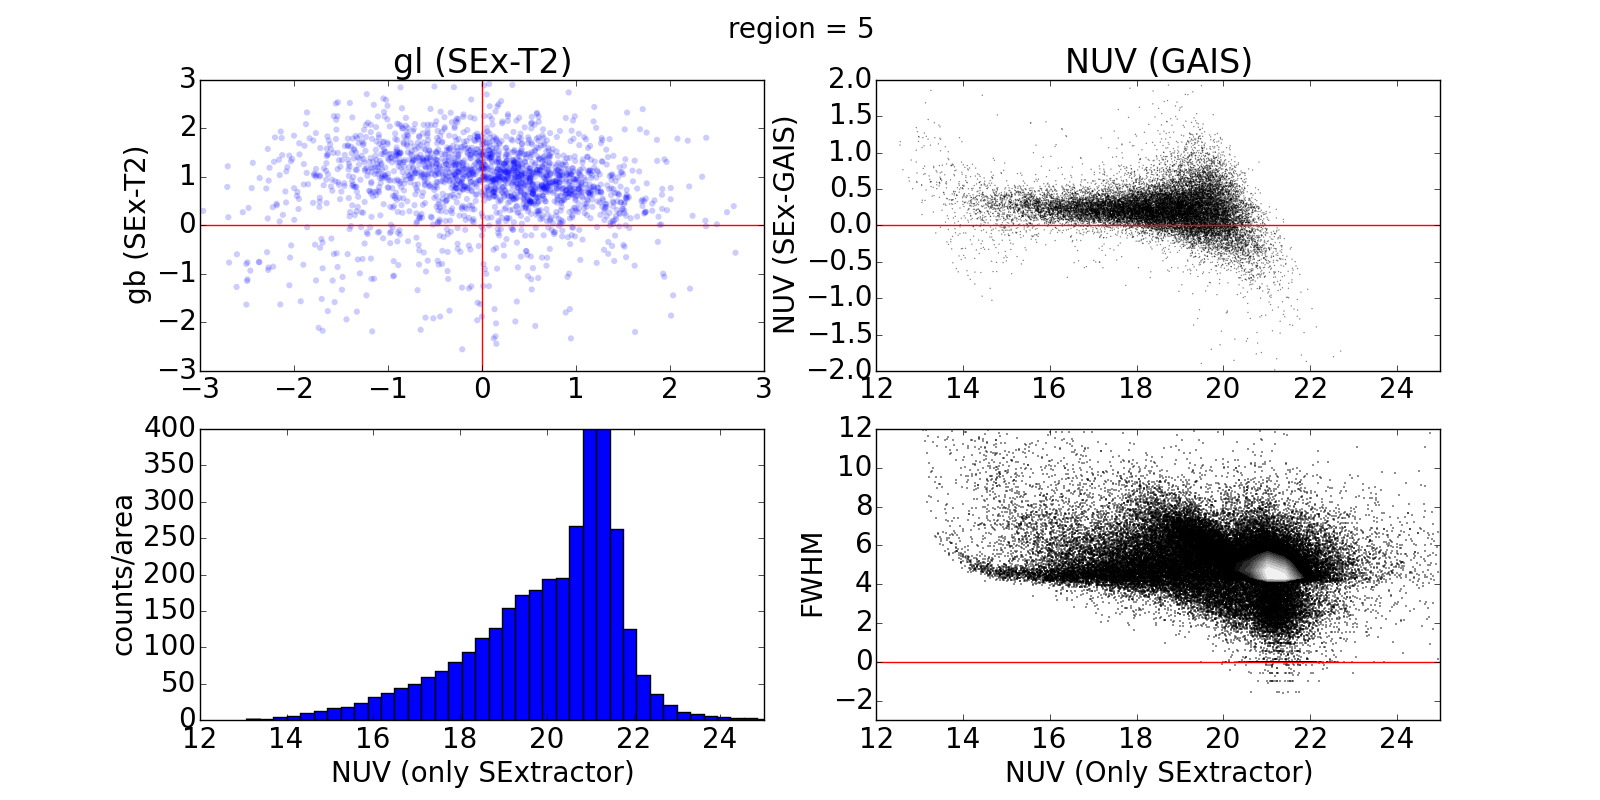 region = 5
gl (SEx-T2)
NUV (GAIS)
gb (SEx-T2)
3
2
1
0
−1
−2
−3
−3 −2 −1 0 1 2 3
NUV (SEx-GAIS)
2.0
1.5
1.0
0.5
0.0
−0.5
−1.0
−1.5
−2.0
12 14 16 18 20 22 24
counts/area
400
350
300
250
200
150
100
50
0
12 14 16 18 20 22 24
NUV (only SExtractor)
FWHM
12
10
8
6
4
2
0
−2
12 14 16 18 20 22 24
NUV (Only SExtractor)